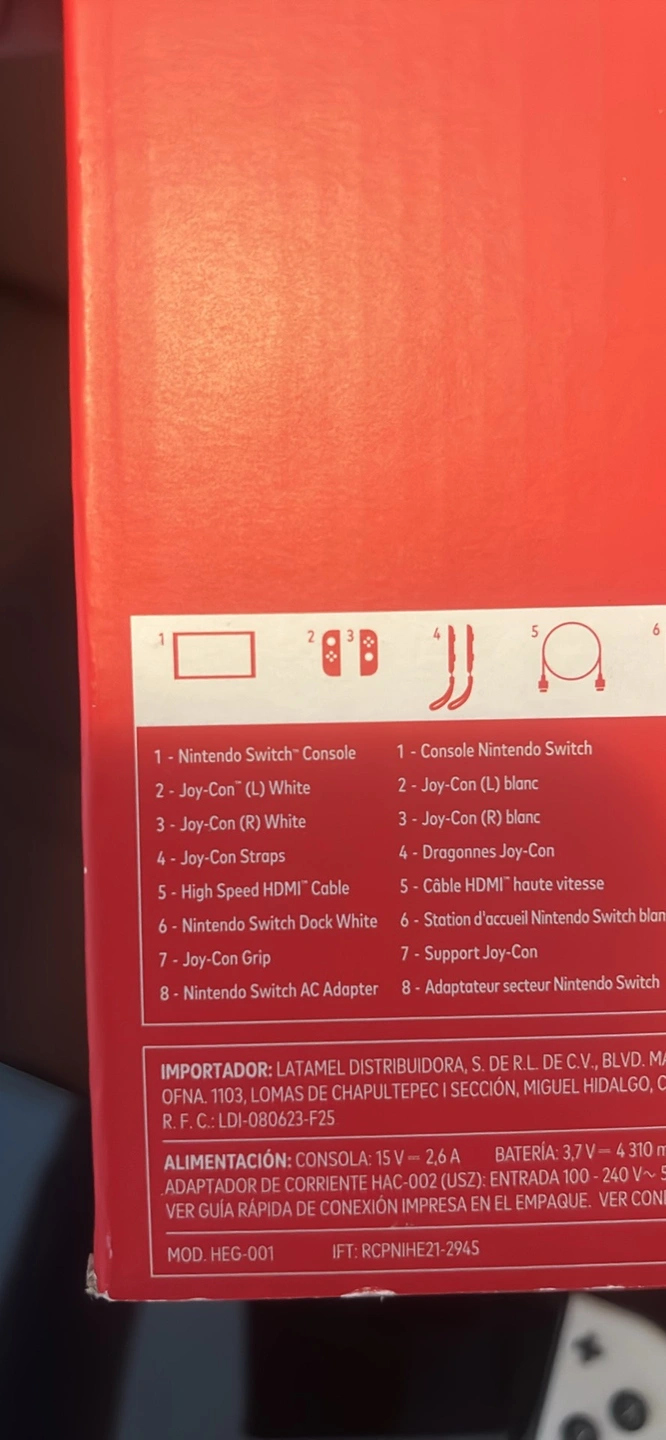 1 2 3 4 5 6
1 - Nintendo Switch™ Console
2 - Joy-Con™ (L) White
3 - Joy-Con (R) White
4 - Joy-Con Straps
5 - High Speed HDMI™ Cable
6 - Nintendo Switch Dock White
7 - Joy-Con Grip
8 - Nintendo Switch AC Adapter
1 - Console Nintendo Switch
2 - Joy-Con (L) blanc
3 - Joy-Con (R) blanc
4 - Dragonnes Joy-Con
5 - Câble HDMI™ haute vitesse
6 - Station d'accueil Nintendo Switch blan
7 - Support Joy-Con
8 - Adaptateur secteur Nintendo Switch
IMPORTADOR: LATAMEL DISTRIBUIDORA, S. DE R.L. DE C.V., BLVD. MA
OFNA. 1103, LOMAS DE CHAPULTEPEC I SECCIÓN, MIGUEL HIDALGO, C
R. F. C.: LDI-080623-F25
ALIMENTACIÓN: CONSOLA: 15 V ⎓ 2,6 A BATERÍA: 3,7 V ⎓ 4 310 m
ADAPTADOR DE CORRIENTE HAC-002 (USZ): ENTRADA 100 - 240 V~ 5
VER GUÍA RÁPIDA DE CONEXIÓN IMPRESA EN EL EMPAQUE. VER CON
MOD. HEG-001 IFT: RCPNIHE21-2945